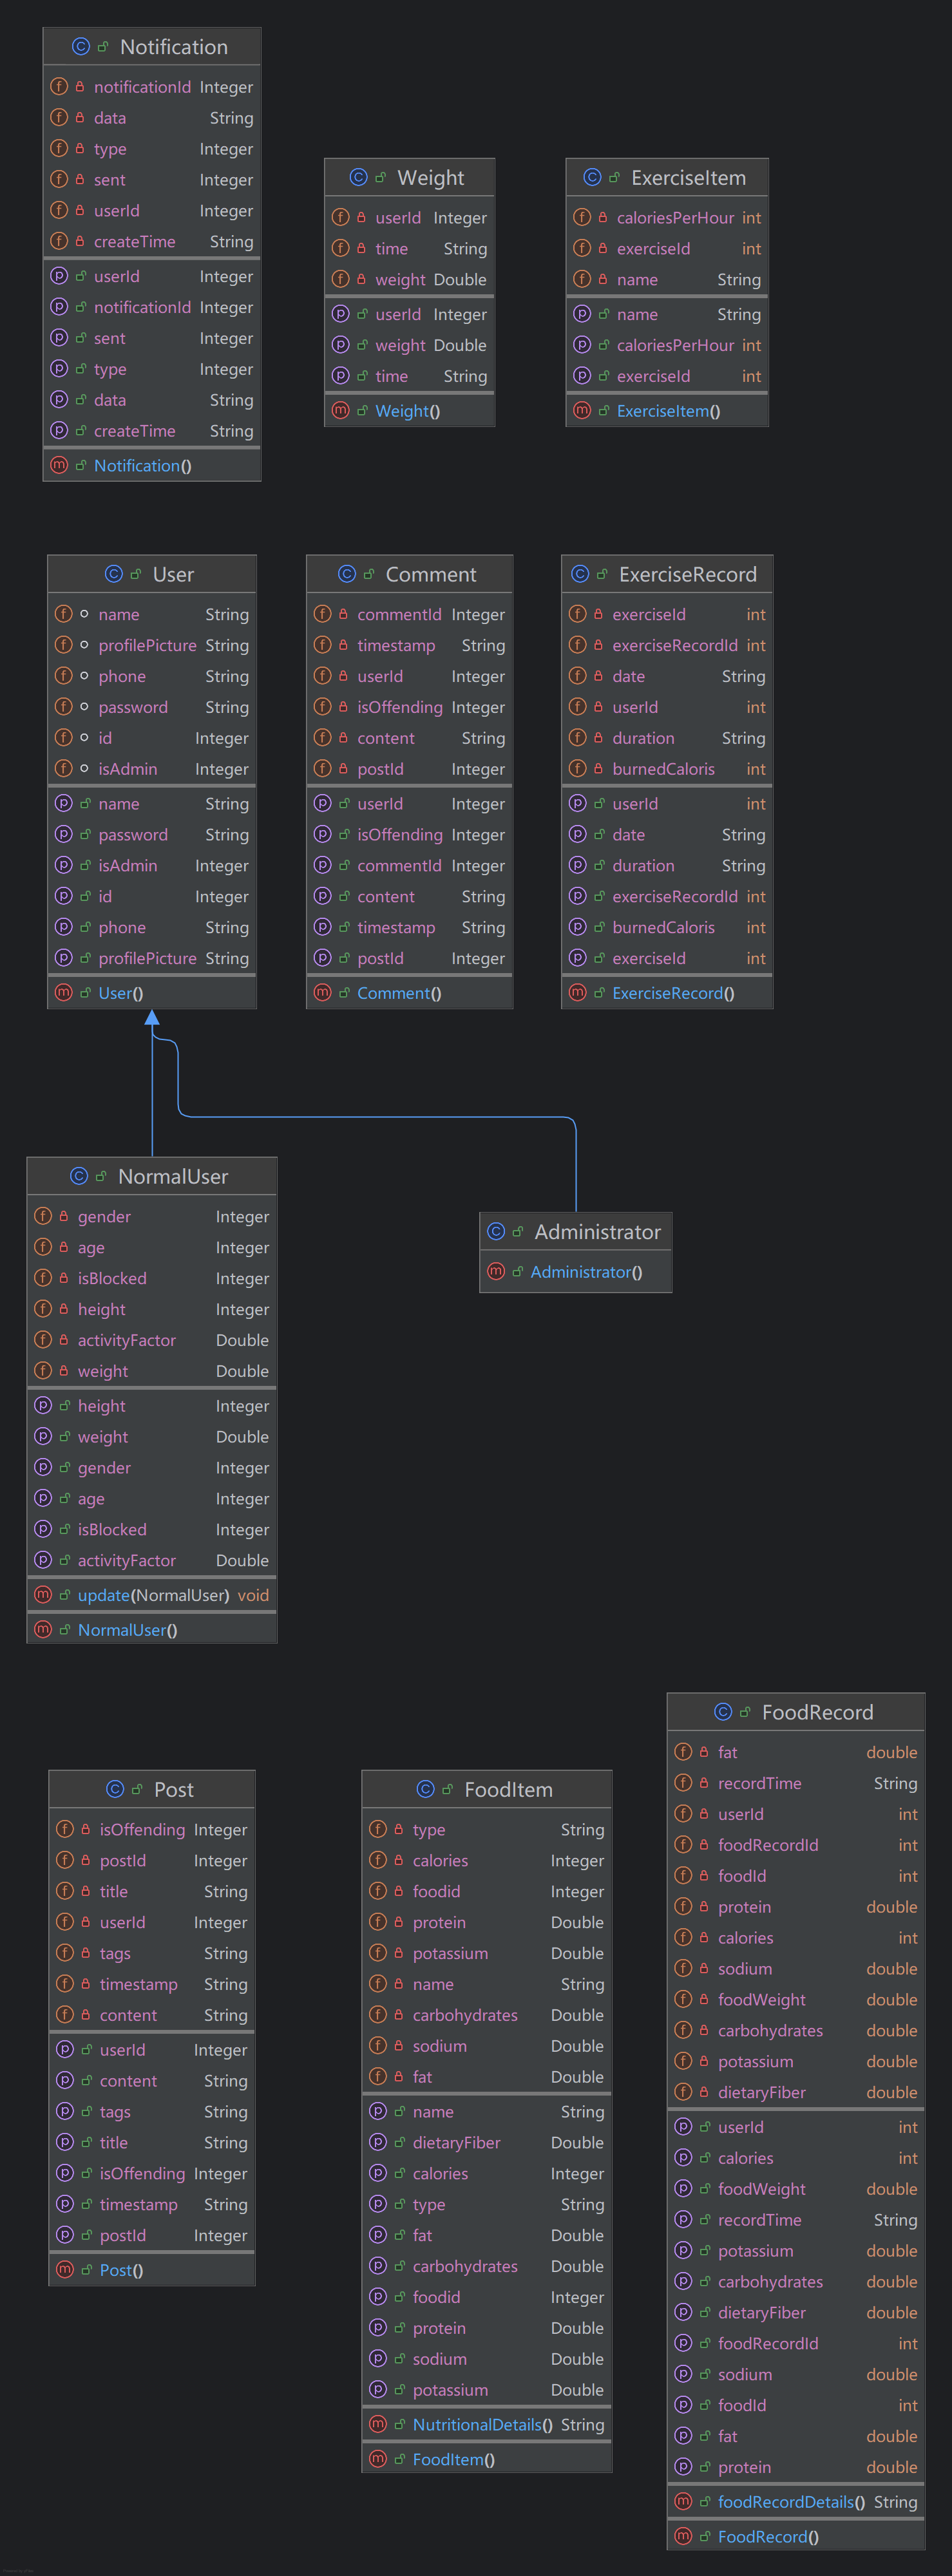 Notification
notificationId Integer
data String
type Integer
sent Integer
userId Integer
createTime String
userId Integer
notificationId Integer
sent Integer
type Integer
data String
createTime String
Notification()
Weight
userId Integer
time String
weight Double
userId Integer
weight Double
time String
Weight()
ExerciseItem
caloriesPerHour int
exerciseId int
name String
name String
caloriesPerHour int
exerciseId int
ExerciseItem()
User
name String
profilePicture String
phone String
password String
id Integer
isAdmin Integer
name String
password String
isAdmin Integer
id Integer
phone String
profilePicture String
User()
Comment
commentId Integer
timestamp String
userId Integer
isOffending Integer
content String
postId Integer
userId Integer
isOffending Integer
commentId Integer
content String
timestamp String
postId Integer
Comment()
ExerciseRecord
exerciseId int
exerciseRecordId int
date String
userId int
duration String
burnedCaloris int
userId int
date String
duration String
exerciseRecordId int
burnedCaloris int
exerciseId int
ExerciseRecord()
NormalUser
gender Integer
age Integer
isBlocked Integer
height Integer
activityFactor Double
weight Double
height Integer
weight Double
gender Integer
age Integer
isBlocked Integer
activityFactor Double
update(NormalUser) void
NormalUser()
Administrator
Administrator()
Post
isOffending Integer
postId Integer
title String
userId Integer
tags String
timestamp String
content String
userId Integer
content String
tags String
title String
isOffending Integer
timestamp String
postId Integer
Post()
FoodItem
type String
calories Integer
foodid Integer
protein Double
potassium Double
name String
carbohydrates Double
sodium Double
fat Double
name String
dietaryFiber Double
calories Integer
type String
fat Double
carbohydrates Double
foodid Integer
protein Double
sodium Double
potassium Double
NutritionalDetails() String
FoodItem()
FoodRecord
fat double
recordTime String
userId int
foodRecordId int
foodId int
protein double
calories int
sodium double
foodWeight double
carbohydrates double
potassium double
dietaryFiber double
userId int
calories int
foodWeight double
recordTime String
potassium double
carbohydrates double
dietaryFiber double
foodRecordId int
sodium double
foodId int
fat double
protein double
foodRecordDetails() String
FoodRecord()